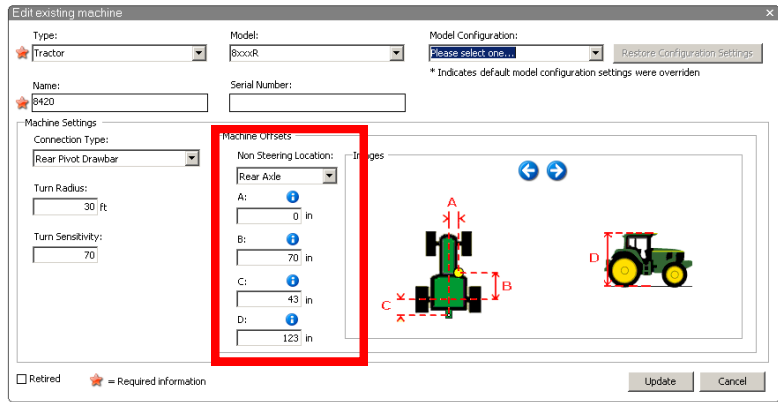 Edit existing machine
Type: Model: Model Configuration:
Tractor 8xxxR Please select one... Restore Configuration Settings
* Indicates default model configuration settings were overriden
Name: Serial Number:
8420
Machine Settings
Connection Type:
Rear Pivot Drawbar
Turn Radius:
30 ft
Turn Sensitivity:
70
Machine Offsets
Non Steering Location:
Rear Axle
A:
0 in
B:
70 in
C:
43 in
D:
123 in
Images
A
B
C
D
Retired = Required information Update Cancel